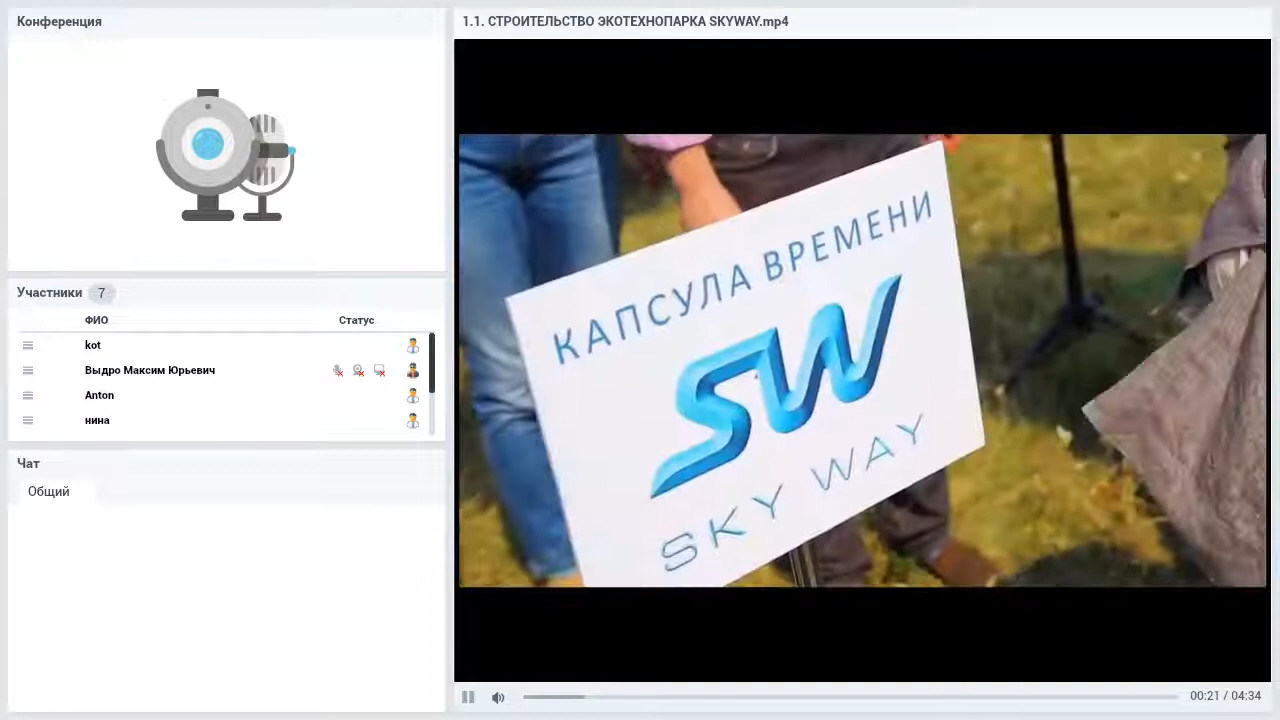 Конференция
1.1. СТРОИТЕЛЬСТВО ЭКОТЕХНОПАРКА SKYWAY.mp4
Участники 7
ФИО Статус
kot
Выдро Максим Юрьевич
Anton
нина
Чат
Общий
КАПСУЛА ВРЕМЕНИ
SW
SKY WAY
00:21 / 04:34